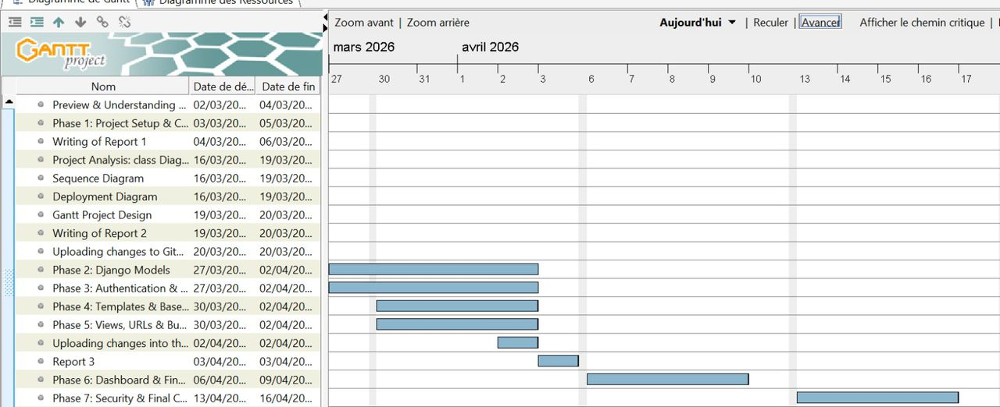 Diagramme de Gantt Diagramme des Ressources
Zoom avant | Zoom arrière Aujourd'hui | Reculer | Avancer Afficher le chemin critique |
GANTT project
mars 2026 avril 2026
27 30 31 1 2 3 6 7 8 9 10 13 14 15 16 17
Nom Date de dé... Date de fin
Preview & Understanding ... 02/03/20... 04/03/20...
Phase 1: Project Setup & C... 03/03/20... 05/03/20...
Writing of Report 1 04/03/20... 06/03/20...
Project Analysis: class Diag... 16/03/20... 19/03/20...
Sequence Diagram 16/03/20... 19/03/20...
Deployment Diagram 16/03/20... 19/03/20...
Gantt Project Design 19/03/20... 20/03/20...
Writing of Report 2 19/03/20... 20/03/20...
Uploading changes to Git... 20/03/20... 20/03/20...
Phase 2: Django Models 27/03/20... 02/04/20...
Phase 3: Authentication & ... 27/03/20... 02/04/20...
Phase 4: Templates & Base... 30/03/20... 02/04/20...
Phase 5: Views, URLs & Bu... 30/03/20... 02/04/20...
Uploading changes into th... 02/04/20... 02/04/20...
Report 3 03/04/20... 03/04/20...
Phase 6: Dashboard & Fin... 06/04/20... 09/04/20...
Phase 7: Security & Final C... 13/04/20... 16/04/20...